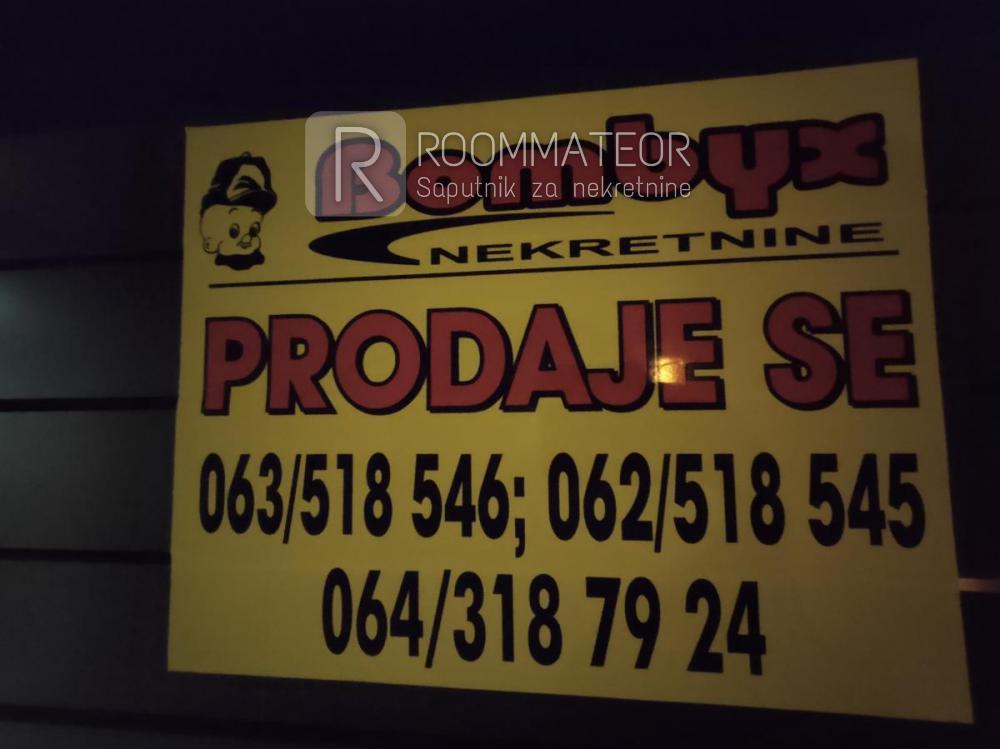 ROOMMATEOR
Saputnik za nekretnine
Bombyx
NEKRETNINE
PRODAJE SE
063/518 546; 062/518 545
064/318 79 24